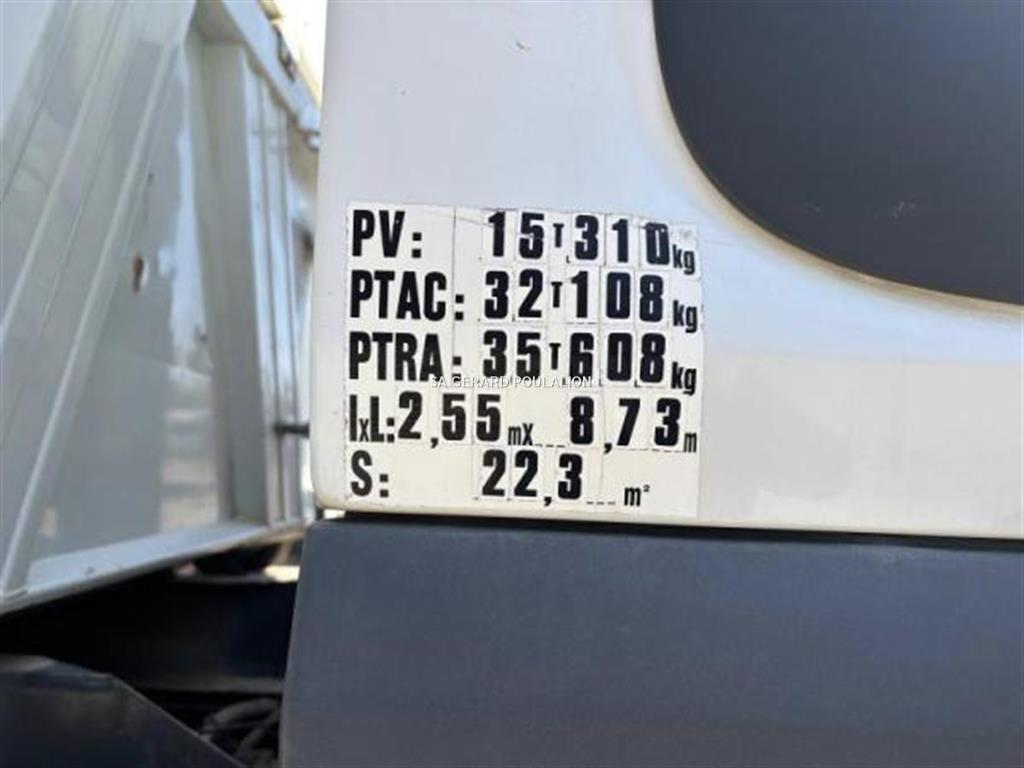 PV: 15T310kg
PTAC: 32T108kg
PTRA: 35T608kg
SA GERARD POULALION
lxL: 2,55mx 8,73m
S: 22,3 m²